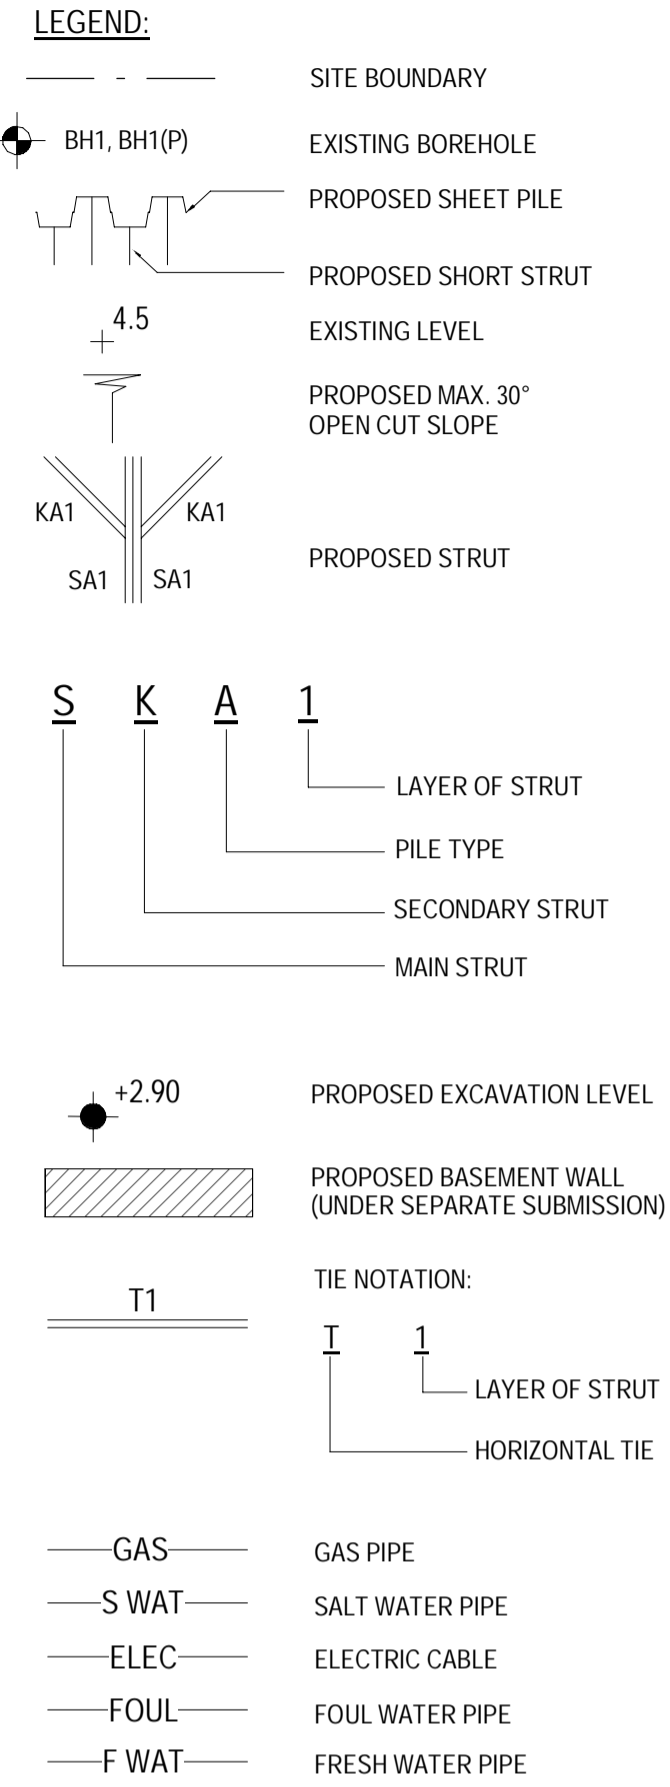 LEGEND:
SITE BOUNDARY
BH1, BH1(P) EXISTING BOREHOLE
PROPOSED SHEET PILE
PROPOSED SHORT STRUT
4.5 EXISTING LEVEL
PROPOSED MAX. 30°
OPEN CUT SLOPE
KA1 KA1
PROPOSED STRUT
SA1 SA1
S K A 1
LAYER OF STRUT
PILE TYPE
SECONDARY STRUT
MAIN STRUT
+2.90 PROPOSED EXCAVATION LEVEL
PROPOSED BASEMENT WALL
(UNDER SEPARATE SUBMISSION)
TIE NOTATION:
T1
T 1
LAYER OF STRUT
HORIZONTAL TIE
GAS GAS PIPE
S WAT SALT WATER PIPE
ELEC ELECTRIC CABLE
FOUL FOUL WATER PIPE
F WAT FRESH WATER PIPE